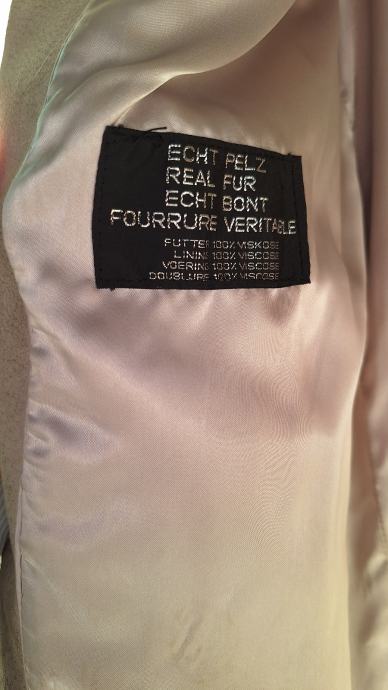 ECHT PELZ
REAL FUR
ECHT BONT
FOURRURE VERITABLE
FUTTER 100% VISKOSE
LINING 100% VISCOSE
VOERING 100% VISCOSE
DOUBLURE 100% VISCOSE